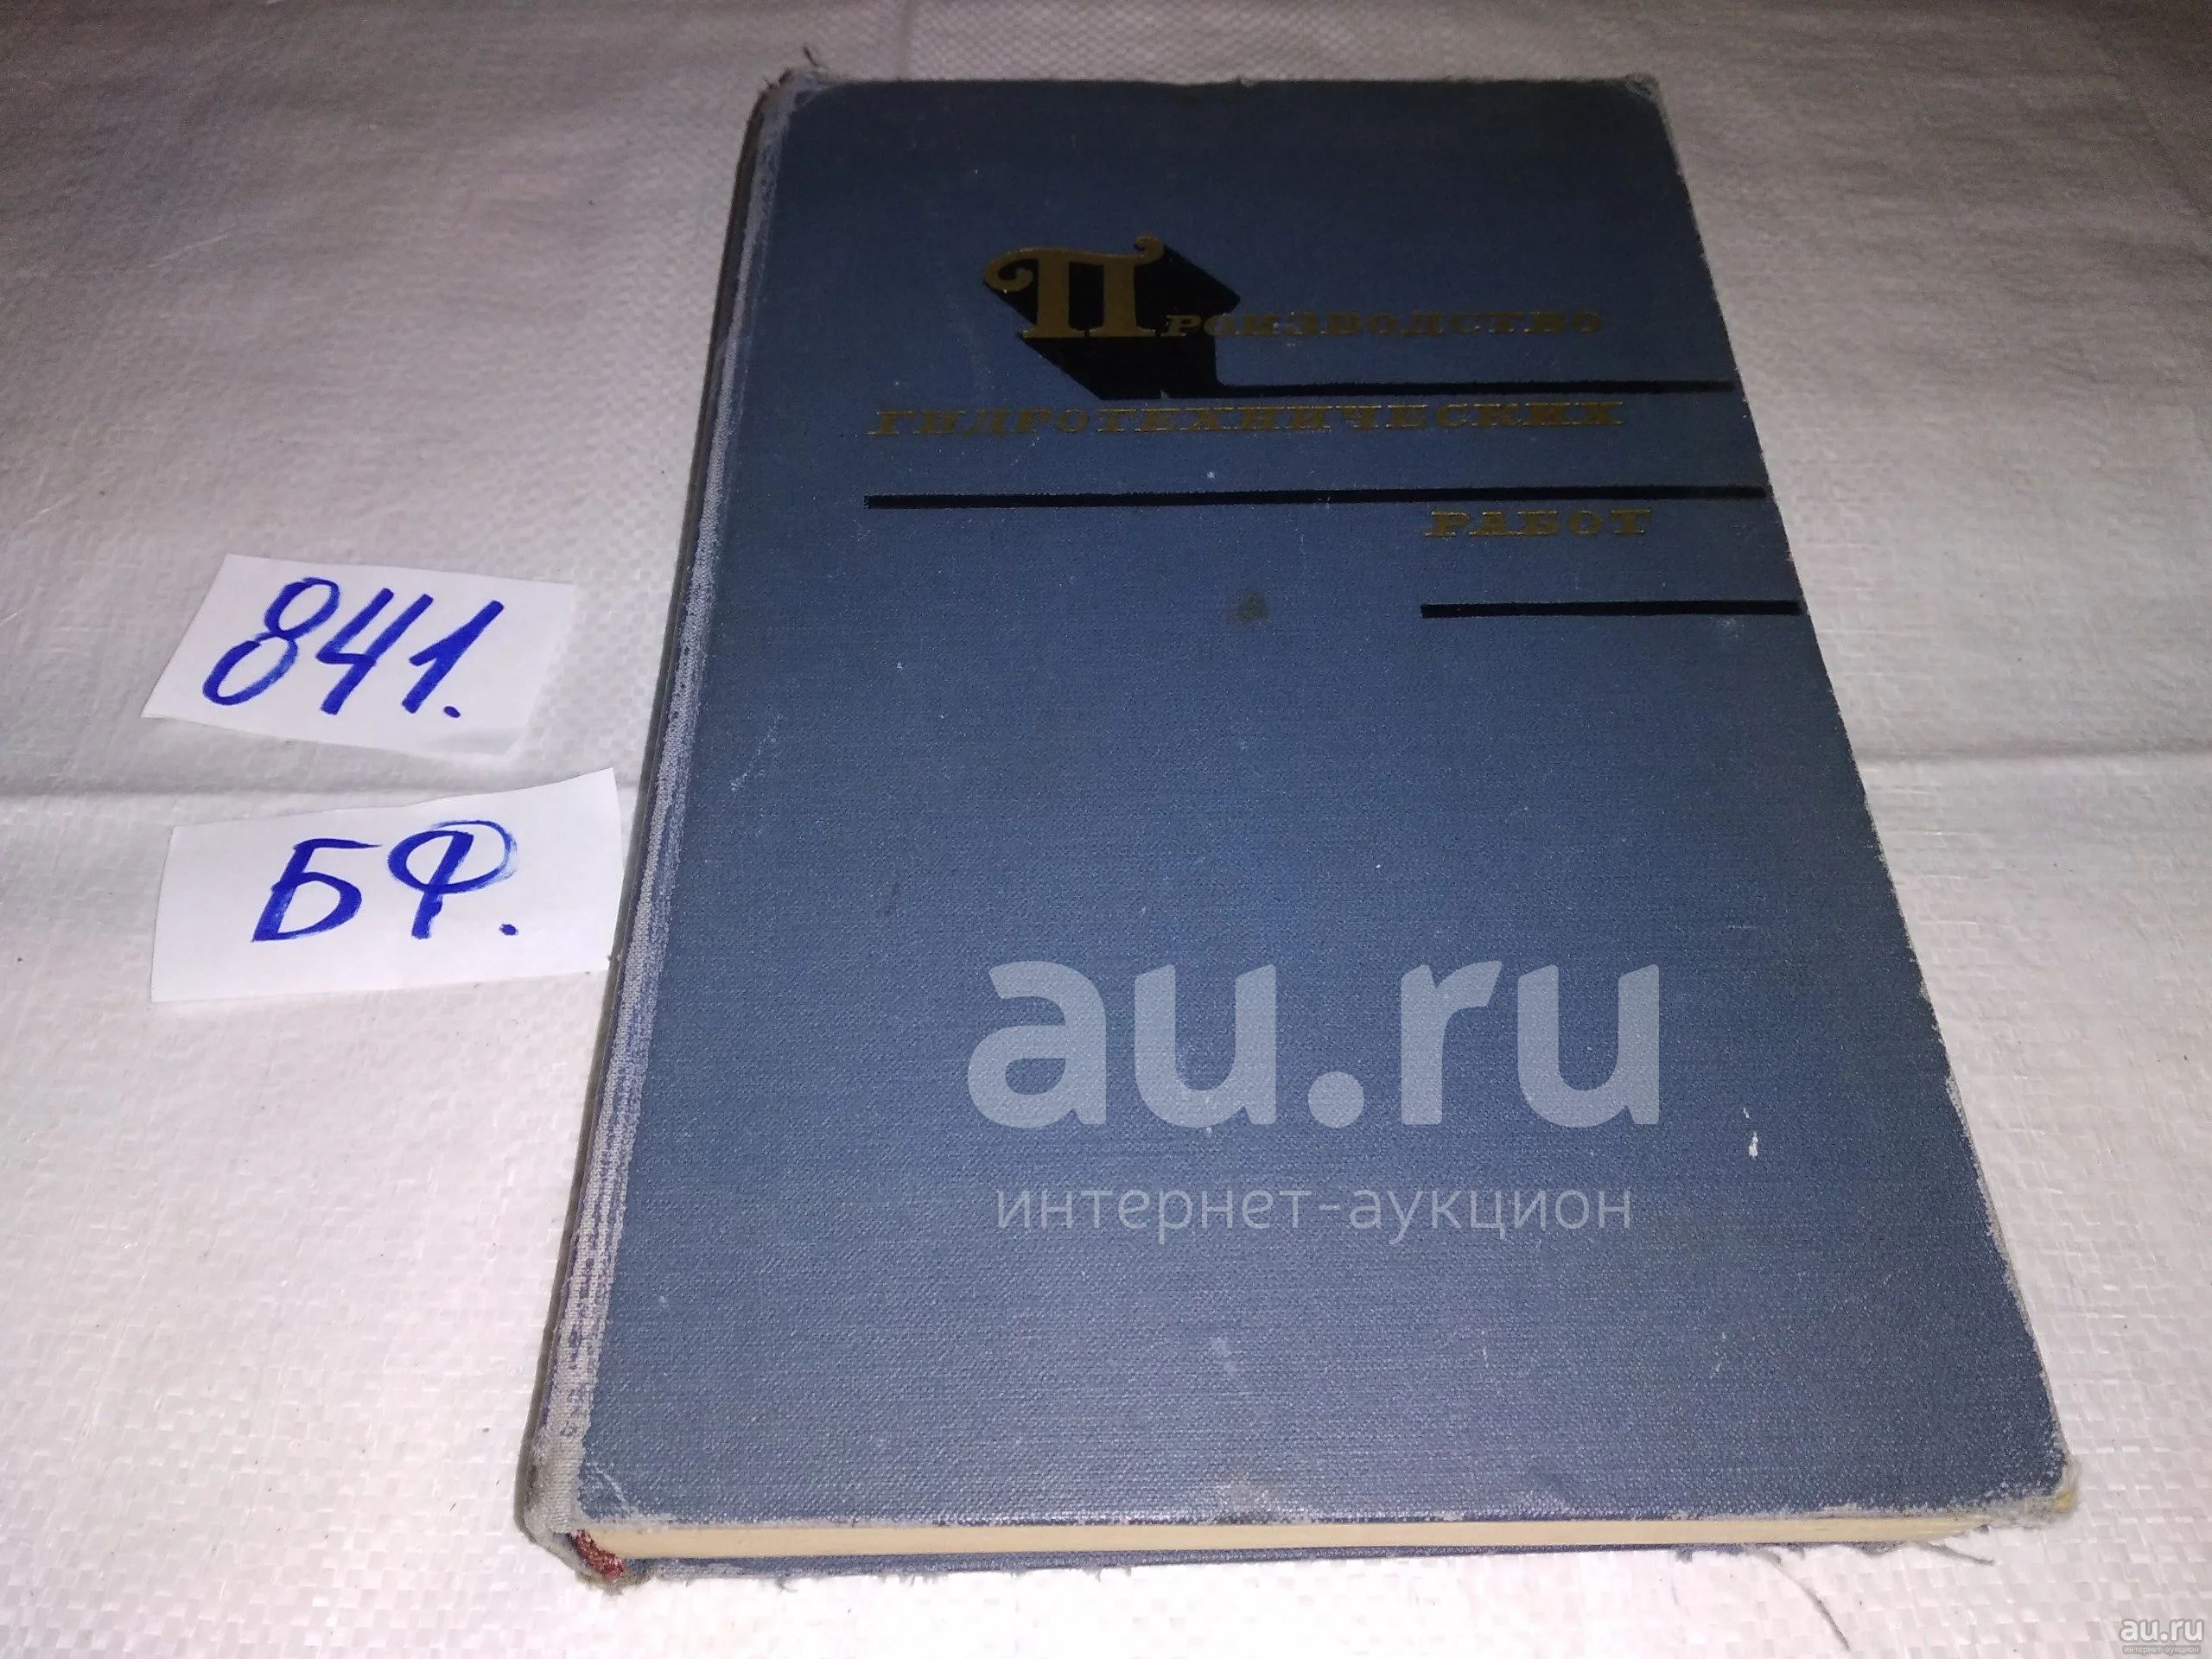 Производство
гидротехнических
работ
841.
БФ.
au.ru
интернет-аукцион
au.ru
интернет-аукцион